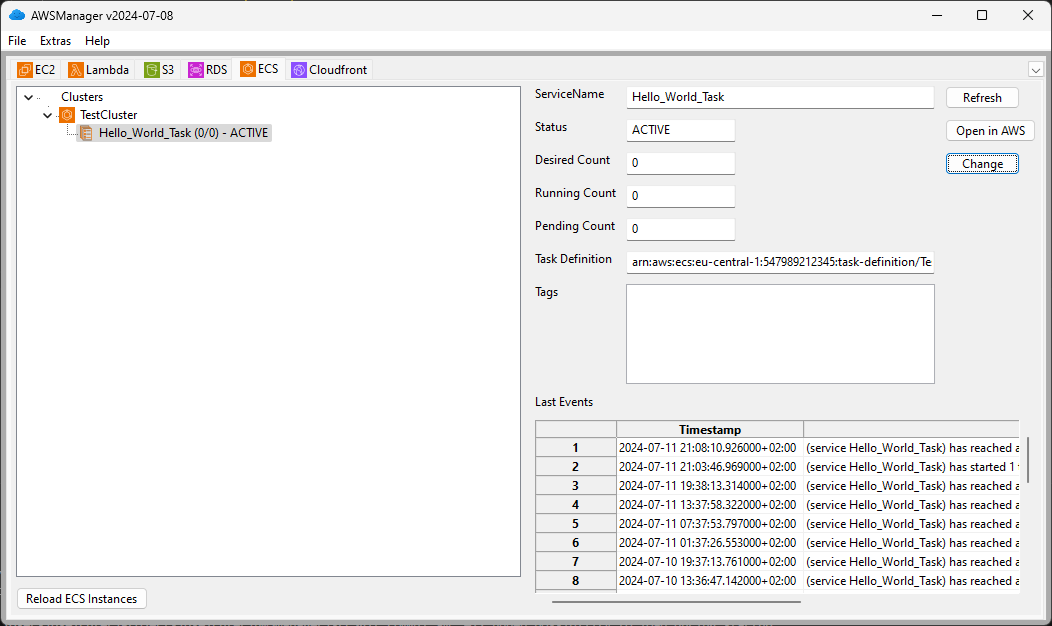 AWSManager v2024-07-08
File Extras Help
EC2 Lambda S3 RDS ECS Cloudfront
Clusters
TestCluster
Hello_World_Task (0/0) - ACTIVE
ServiceName Hello_World_Task Refresh
Status ACTIVE Open in AWS
Desired Count 0 Change
Running Count 0
Pending Count 0
Task Definition arn:aws:ecs:eu-central-1:547989212345:task-definition/Te
Tags
Last Events
Timestamp
1 2024-07-11 21:08:10.926000+02:00 (service Hello_World_Task) has reached a
2 2024-07-11 21:03:46.969000+02:00 (service Hello_World_Task) has started 1
3 2024-07-11 19:38:13.314000+02:00 (service Hello_World_Task) has reached a
4 2024-07-11 13:37:58.322000+02:00 (service Hello_World_Task) has reached a
5 2024-07-11 07:37:53.797000+02:00 (service Hello_World_Task) has reached a
6 2024-07-11 01:37:26.553000+02:00 (service Hello_World_Task) has reached a
7 2024-07-10 19:37:13.761000+02:00 (service Hello_World_Task) has reached a
8 2024-07-10 13:36:47.142000+02:00 (service Hello_World_Task) has reached a
Reload ECS Instances